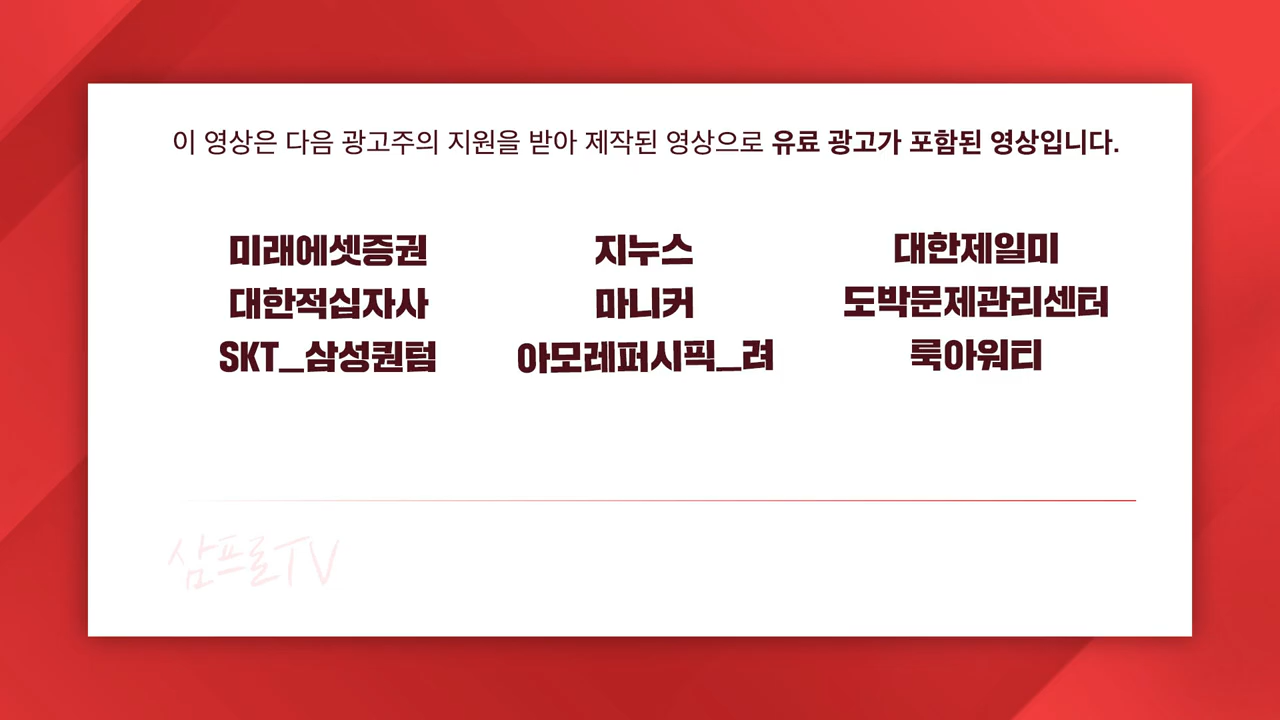 이 영상은 다음 광고주의 지원을 받아 제작된 영상으로 유료 광고가 포함된 영상입니다.
미래에셋증권 지누스 대한제일미
대한적십자사 마니커 도박문제관리센터
SKT_삼성퀀텀 아모레퍼시픽_려 룩아워티
삼프로TV